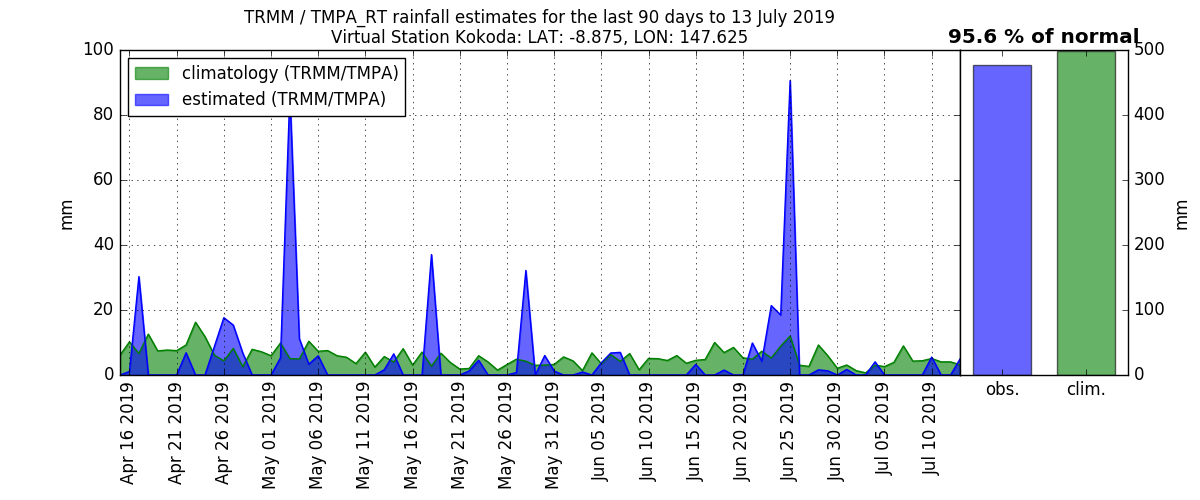 TRMM / TMPA_RT rainfall estimates for the last 90 days to 13 July 2019
Virtual Station Kokoda: LAT: -8.875, LON: 147.625
95.6 % of normal
climatology (TRMM/TMPA)
estimated (TRMM/TMPA)
100
80
60
40
20
0
mm
500
400
300
200
100
0
mm
Apr 16 2019
Apr 21 2019
Apr 26 2019
May 01 2019
May 06 2019
May 11 2019
May 16 2019
May 21 2019
May 26 2019
May 31 2019
Jun 05 2019
Jun 10 2019
Jun 15 2019
Jun 20 2019
Jun 25 2019
Jun 30 2019
Jul 05 2019
Jul 10 2019
obs.
clim.